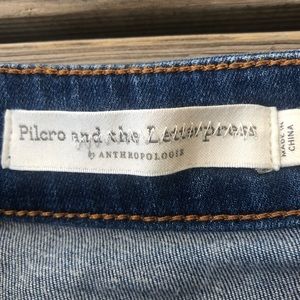 Pilcro and the Letterpress
by ANTHROPOLOGIE
MADE IN
CHINA